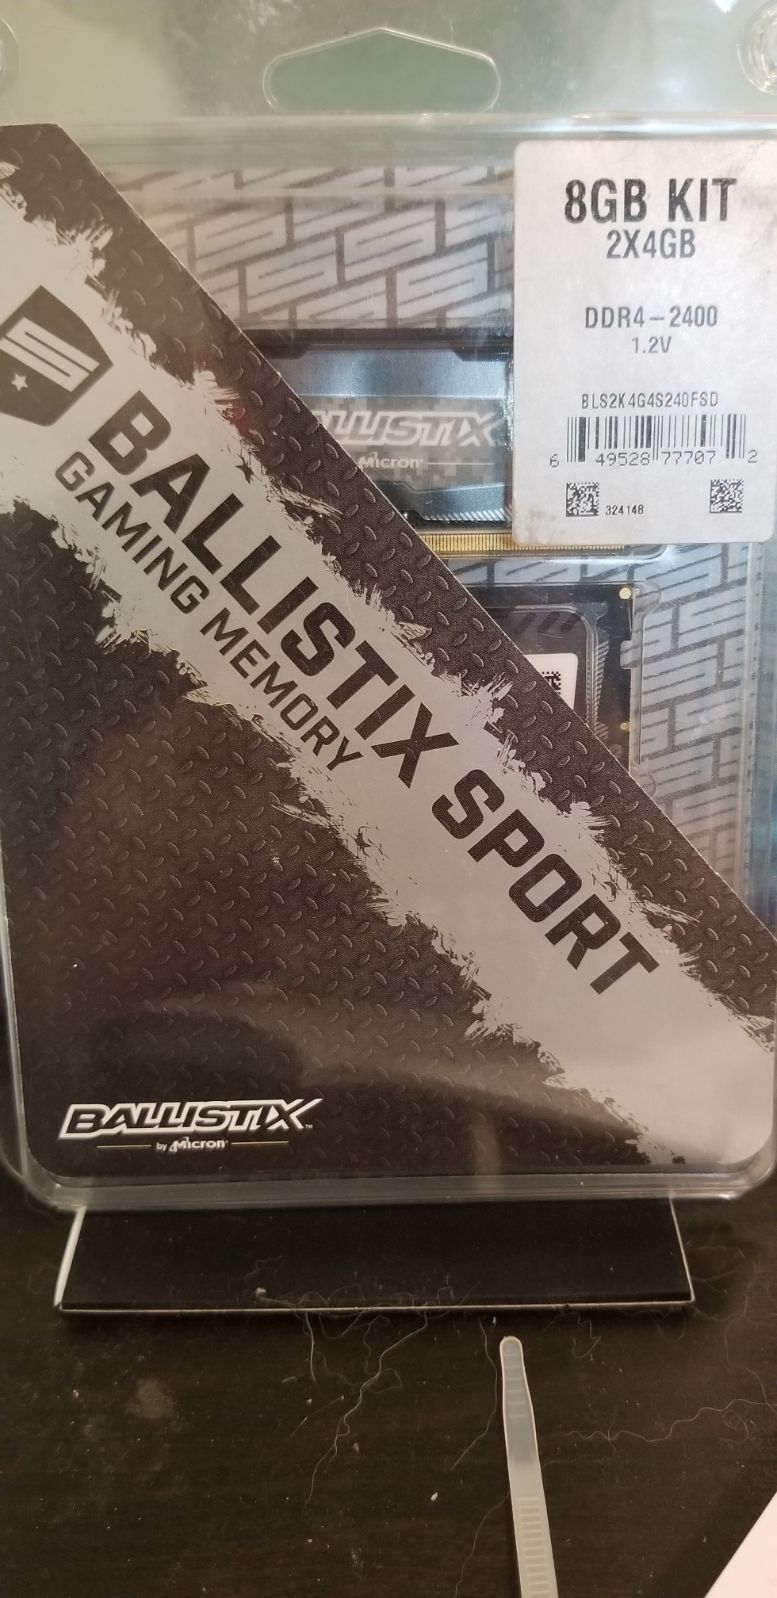 8GB KIT
2X4GB
DDR4-2400
1.2V
BLS2K4G4S240FSD
6 49528 77707 2
324148
BALLISTIX
Micron
BALLISTIX SPORT
GAMING MEMORY
BALLISTIX™
by Micron®